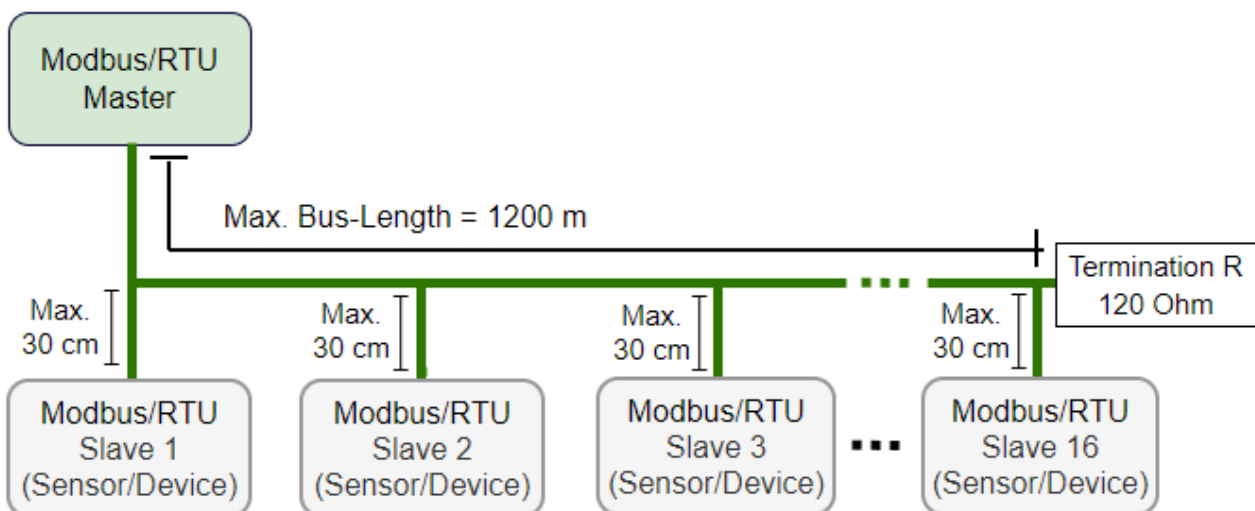 Modbus/RTU
Master
Max. Bus-Length = 1200 m
Termination R
120 Ohm
Max.
30 cm
Max.
30 cm
Max.
30 cm
Max.
30 cm
Modbus/RTU
Slave 1
(Sensor/Device)
Modbus/RTU
Slave 2
(Sensor/Device)
Modbus/RTU
Slave 3
(Sensor/Device)
Modbus/RTU
Slave 16
(Sensor/Device)